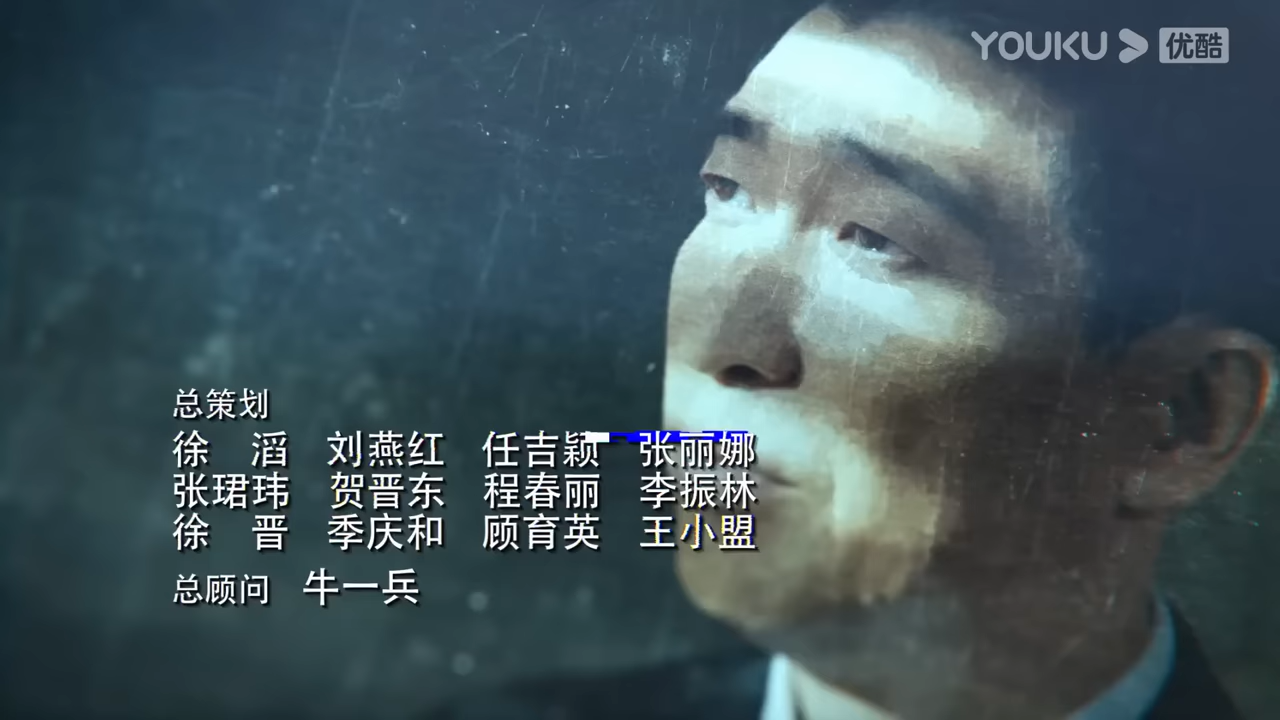 YOUKU 优酷
总策划
徐 滔 刘燕红 任吉颖 张丽娜
张珺玮 贺晋东 程春丽 李振林
徐 晋 季庆和 顾育英 王小盟
总顾问 牛一兵